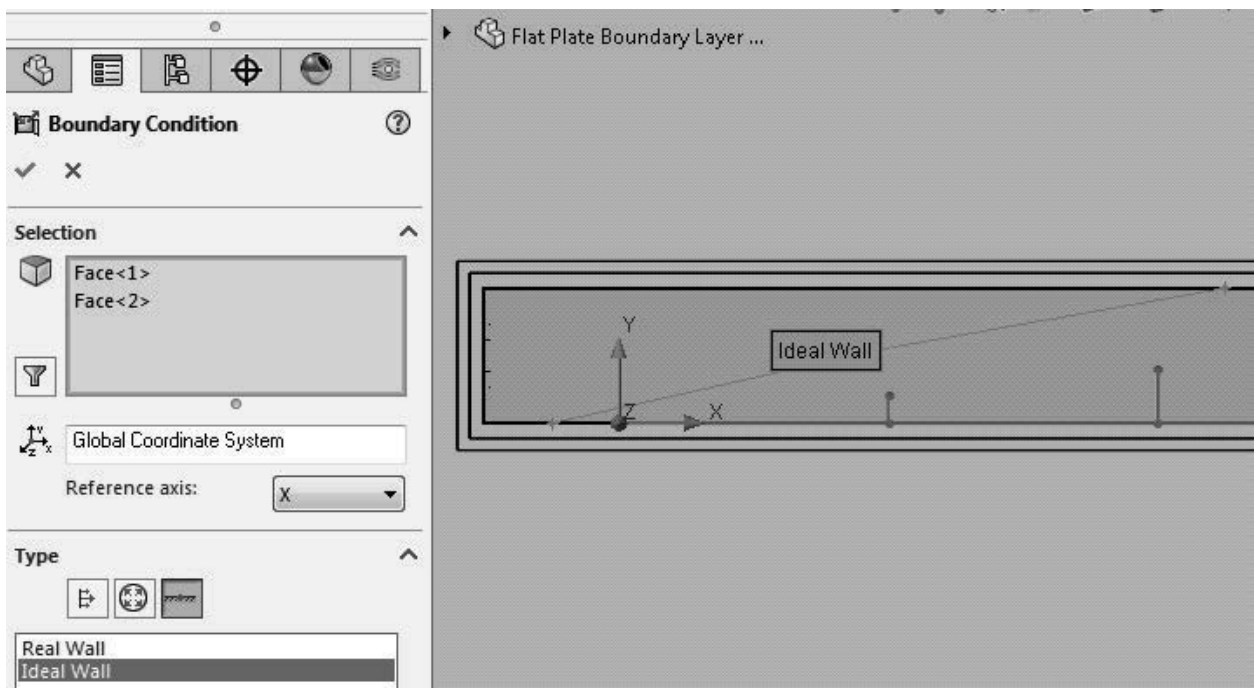 Flat Plate Boundary Layer ...
Boundary Condition
Selection
Face<1>
Face<2>
Global Coordinate System
Reference axis:
X
Type
Real Wall
Ideal Wall
Y
Ideal Wall
Z
X